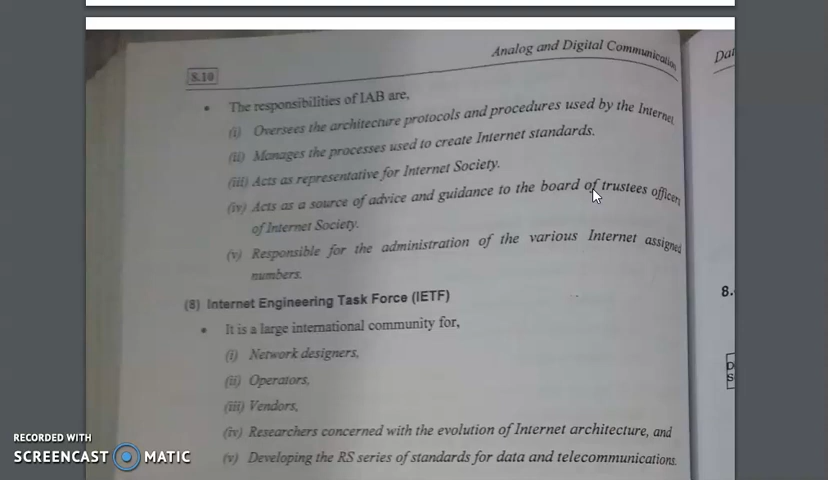 8.10
Analog and Digital Communication
Dat
• The responsibilities of IAB are,
(i) Oversees the architecture protocols and procedures used by the Internet
(ii) Manages the processes used to create Internet standards.
(iii) Acts as representative for Internet Society.
(iv) Acts as a source of advice and guidance to the board of trustees officers
of Internet Society.
(v) Responsible for the administration of the various Internet assigned
numbers.
(8) Internet Engineering Task Force (IETF)
• It is a large international community for,
(i) Network designers,
(ii) Operators,
(iii) Vendors,
(iv) Researchers concerned with the evolution of Internet architecture, and
(v) Developing the RS series of standards for data and telecommunications.
8.
D
S
RECORDED WITH
SCREENCAST MATIC